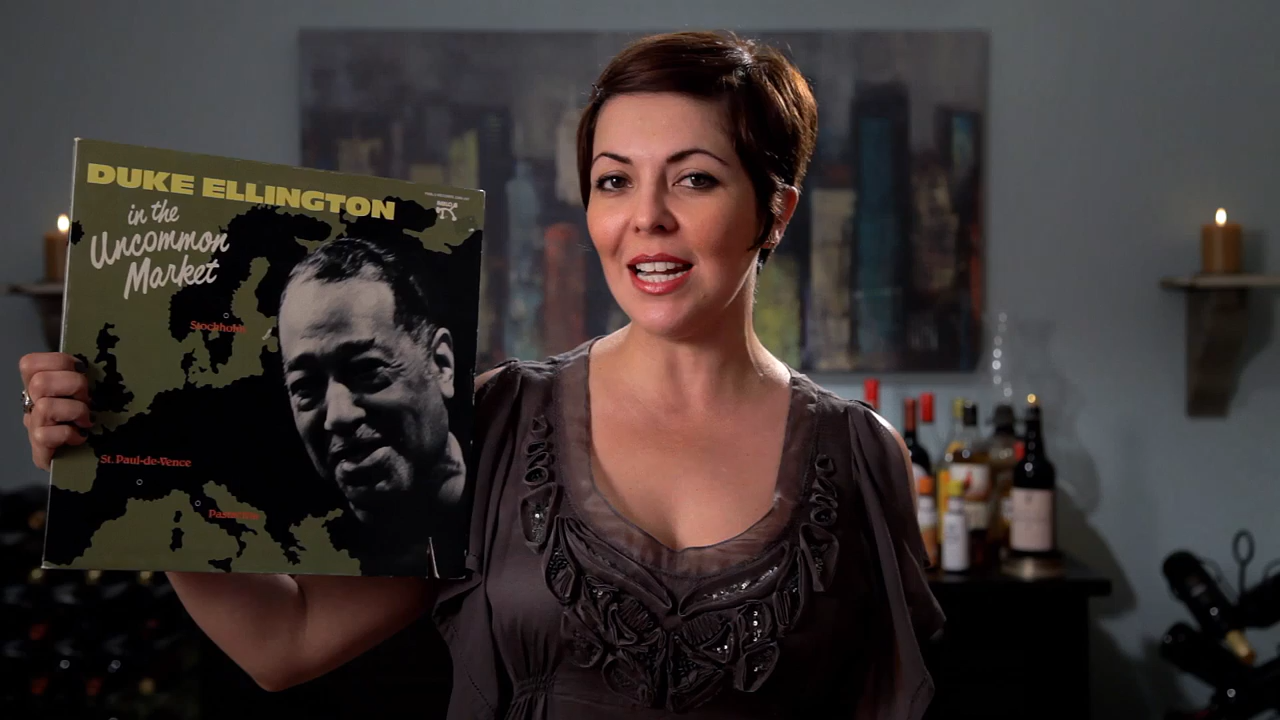 DUKE ELLINGTON
in the
Uncommon
Market
Stockholm
St. Paul-de-Vence